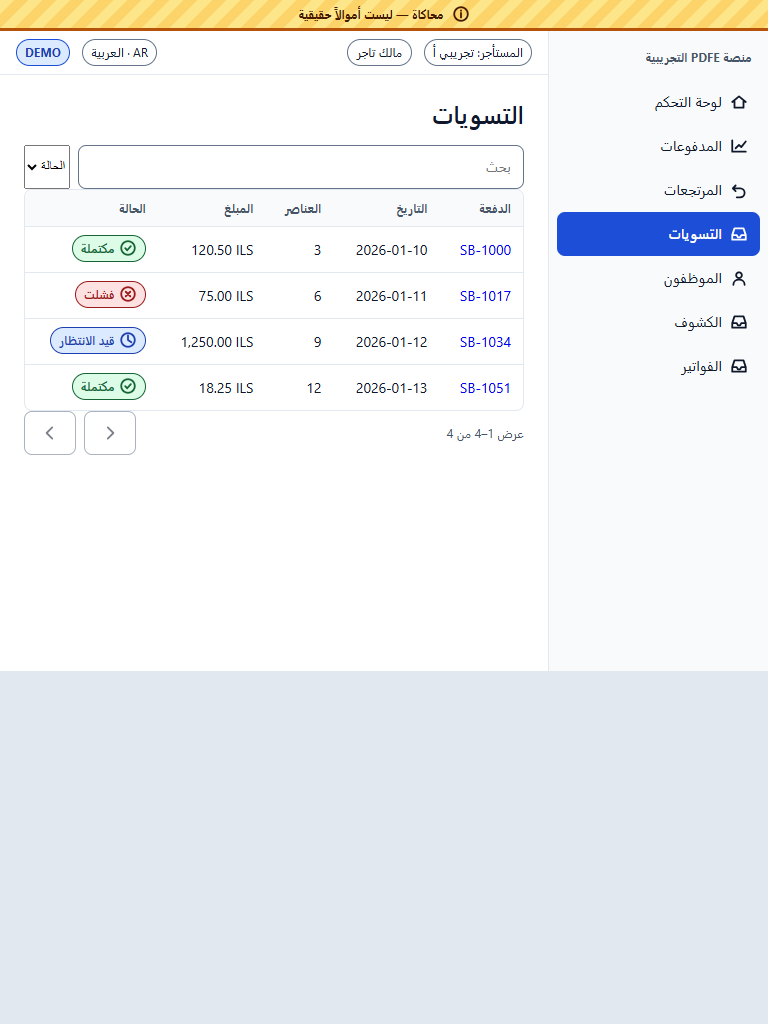 محاكاة — ليست أموالاً حقيقية
منصة PDFE التجريبية
لوحة التحكم
المدفوعات
المرتجعات
التسويات
الموظفون
الكشوف
الفواتير
المستأجر: تجريبي أ
مالك تاجر
AR · العربية
DEMO
التسويات
بحث
الحالة
الدفعة التاريخ العناصر المبلغ الحالة
SB-1000 2026-01-10 3 120.50 ILS مكتملة
SB-1017 2026-01-11 6 75.00 ILS فشلت
SB-1034 2026-01-12 9 1,250.00 ILS قيد الانتظار
SB-1051 2026-01-13 12 18.25 ILS مكتملة
عرض 1–4 من 4